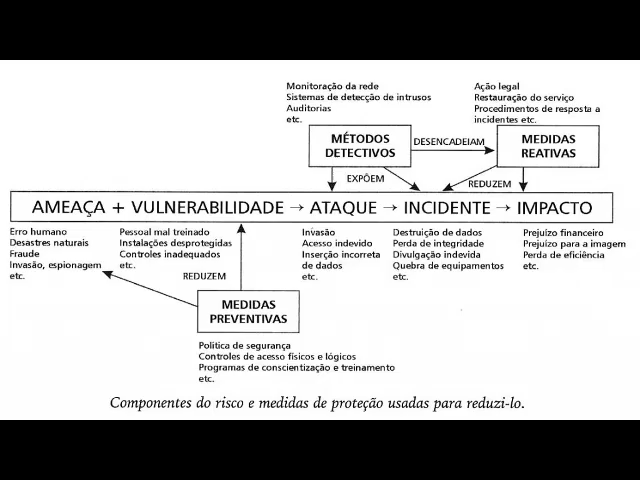 Monitoração da rede
Sistemas de detecção de intrusos
Auditorias
etc.
Ação legal
Restauração do serviço
Procedimentos de resposta a
incidentes etc.
MÉTODOS
DETECTIVOS
DESENCADEIAM
MEDIDAS
REATIVAS
EXPÕEM
REDUZEM
AMEAÇA + VULNERABILIDADE → ATAQUE → INCIDENTE → IMPACTO
Erro humano
Desastres naturais
Fraude
Invasão, espionagem
etc.
Pessoal mal treinado
Instalações desprotegidas
Controles inadequados
etc.
Invasão
Acesso indevido
Inserção incorreta
de dados
etc.
Destruição de dados
Perda de integridade
Divulgação indevida
Quebra de equipamentos
etc.
Prejuízo financeiro
Prejuízo para a imagem
Perda de eficiência
etc.
REDUZEM
MEDIDAS
PREVENTIVAS
Política de segurança
Controles de acesso físicos e lógicos
Programas de conscientização e treinamento
etc.
Componentes do risco e medidas de proteção usadas para reduzi-lo.